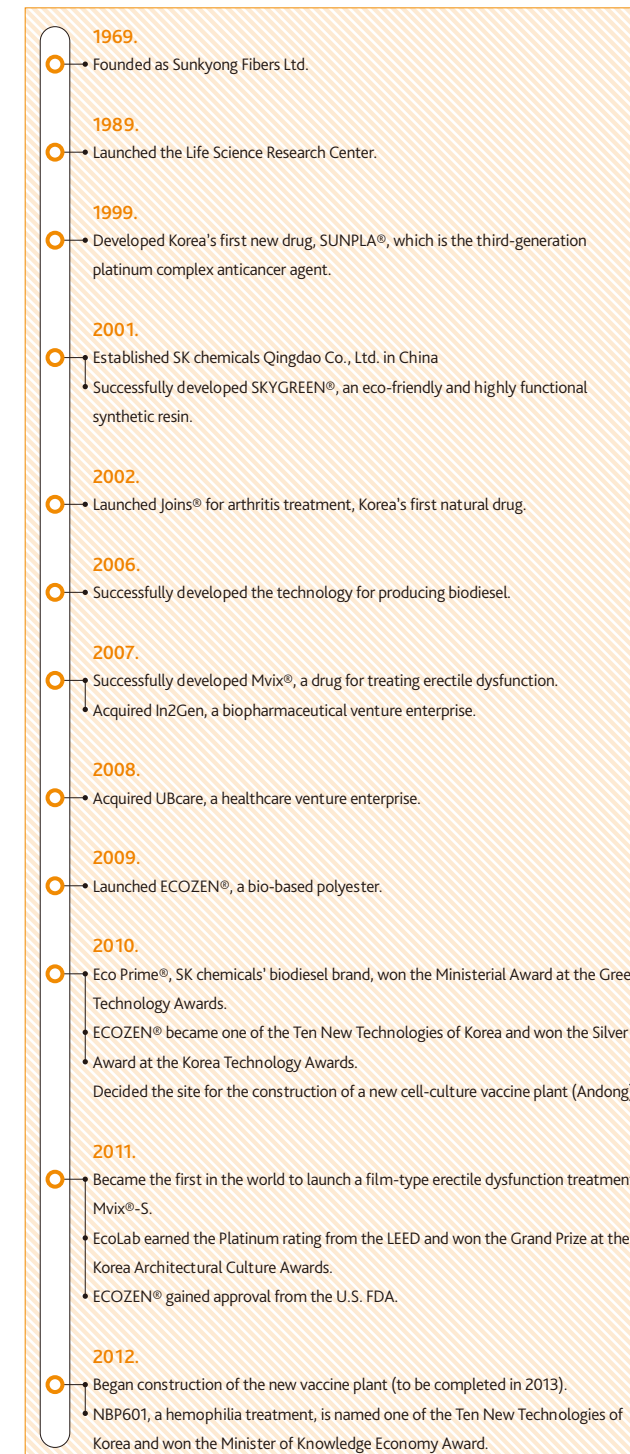 1969.
Founded as Sunkyong Fibers Ltd.
1989.
Launched the Life Science Research Center.
1999.
Developed Korea's first new drug, SUNPLA®, which is the third-generation
platinum complex anticancer agent.
2001.
Established SK chemicals Qingdao Co., Ltd. in China
Successfully developed SKYGREEN®, an eco-friendly and highly functional
synthetic resin.
2002.
Launched Joins® for arthritis treatment, Korea's first natural drug.
2006.
Successfully developed the technology for producing biodiesel.
2007.
Successfully developed Mvix®, a drug for treating erectile dysfunction.
Acquired In2Gen, a biopharmaceutical venture enterprise.
2008.
Acquired UBcare, a healthcare venture enterprise.
2009.
Launched ECOZEN®, a bio-based polyester.
2010.
Eco Prime®, SK chemicals' biodiesel brand, won the Ministerial Award at the Gree
Technology Awards.
ECOZEN® became one of the Ten New Technologies of Korea and won the Silver
Award at the Korea Technology Awards.
Decided the site for the construction of a new cell-culture vaccine plant (Andong)
2011.
Became the first in the world to launch a film-type erectile dysfunction treatment
Mvix®-S.
EcoLab earned the Platinum rating from the LEED and won the Grand Prize at the
Korea Architectural Culture Awards.
ECOZEN® gained approval from the U.S. FDA.
2012.
Began construction of the new vaccine plant (to be completed in 2013).
NBP601, a hemophilia treatment, is named one of the Ten New Technologies of
Korea and won the Minister of Knowledge Economy Award.